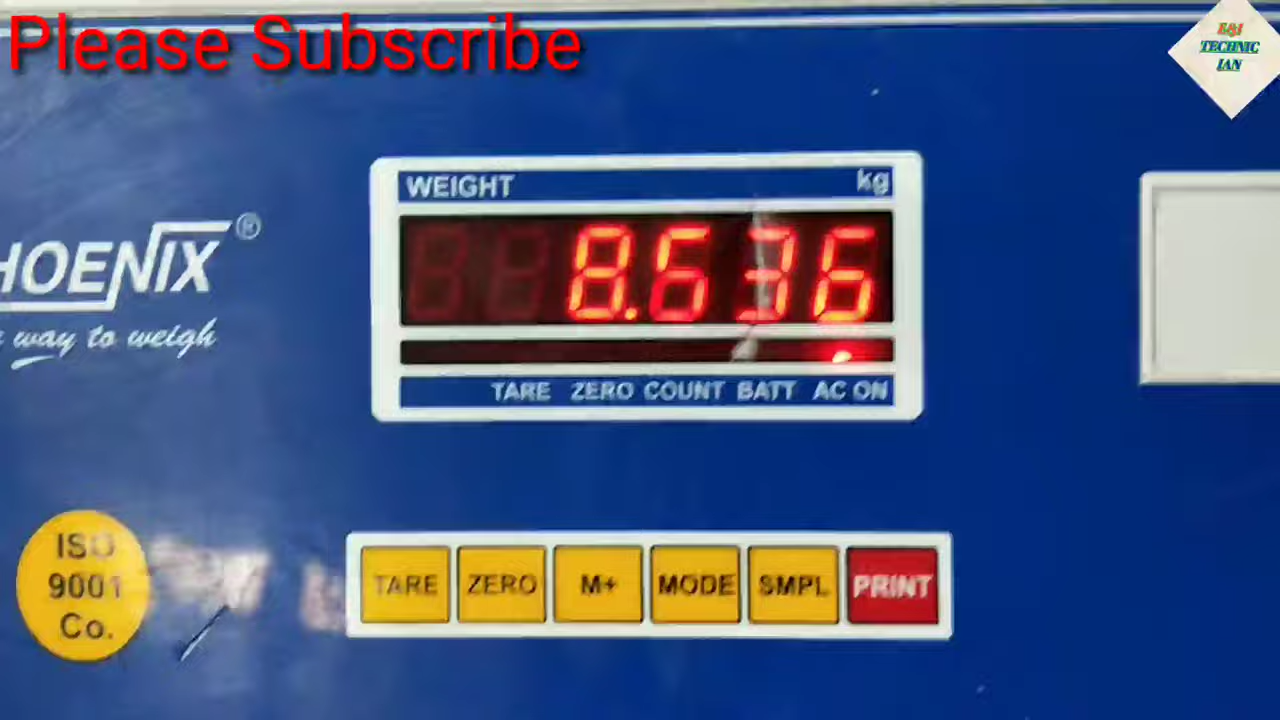 Please Subscribe
E&I
TECHNIC
IAN
WEIGHT kg
8.636
HOENIX®
way to weigh
TARE ZERO COUNT BATT AC ON
ISO
9001
Co.
TARE ZERO M+ MODE SMPL PRINT